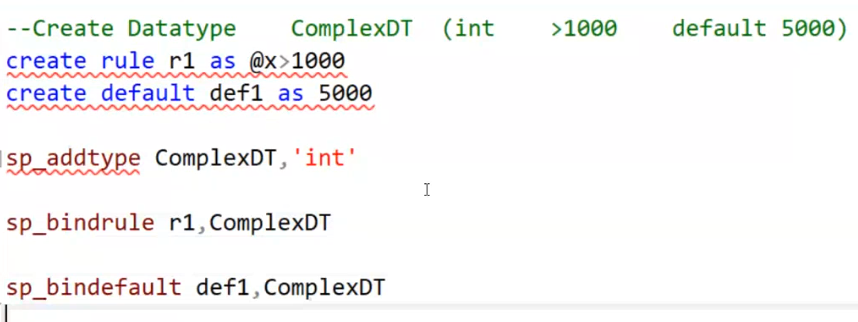 --Create Datatype    ComplexDT  (int    >1000    default 5000)
create rule r1 as @x>1000
create default def1 as 5000
sp_addtype ComplexDT,'int'
sp_bindrule r1,ComplexDT
sp_bindefault def1,ComplexDT